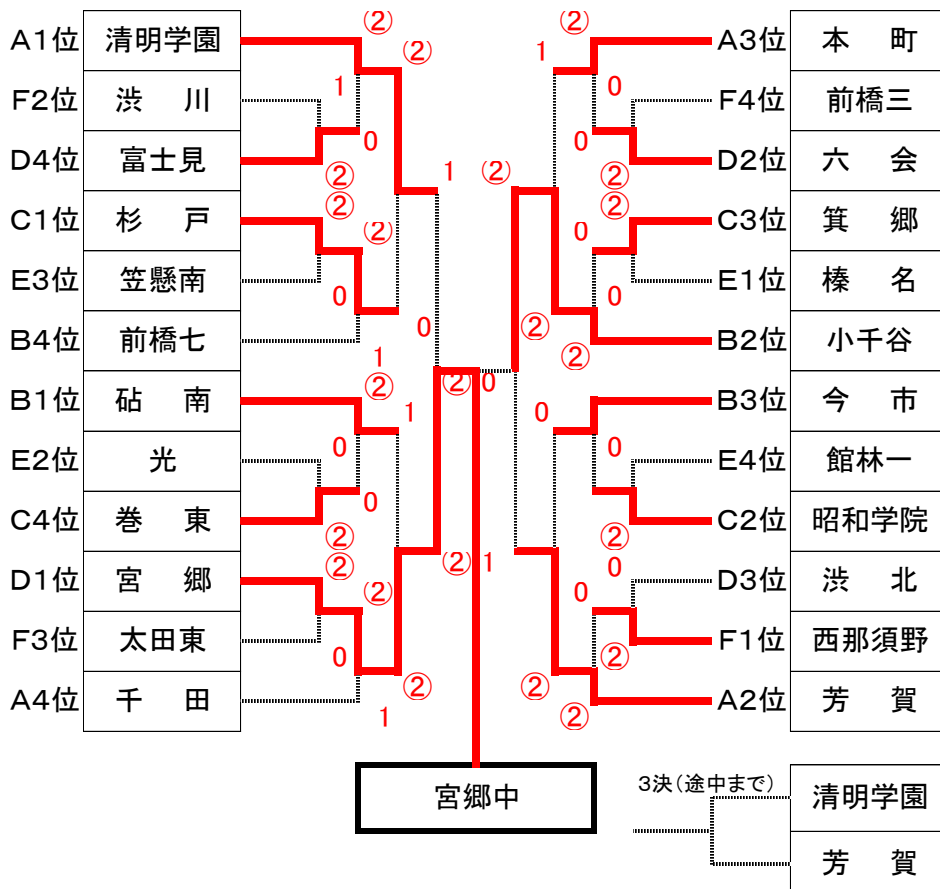 A1位 清明学園
F2位 渋 川
D4位 富士見
C1位 杉 戸
E3位 笠懸南
B4位 前橋七
B1位 砧 南
E2位 光
C4位 巻 東
D1位 宮 郷
F3位 太田東
A4位 千 田
② ②
1
0
②
② ②
0
1
1
0
② 1
0
0
②
② ②
0
②
1
②
② 0
② 1
②
1
0
②
②
0
0
②
②
0
0
②
0
0
②
②
②
A3位 本 町
F4位 前橋三
D2位 六 会
C3位 箕 郷
E1位 榛 名
B2位 小千谷
B3位 今 市
E4位 館林一
C2位 昭和学院
D3位 渋 北
F1位 西那須野
A2位 芳 賀
宮郷中
3決(途中まで)
清明学園
芳 賀